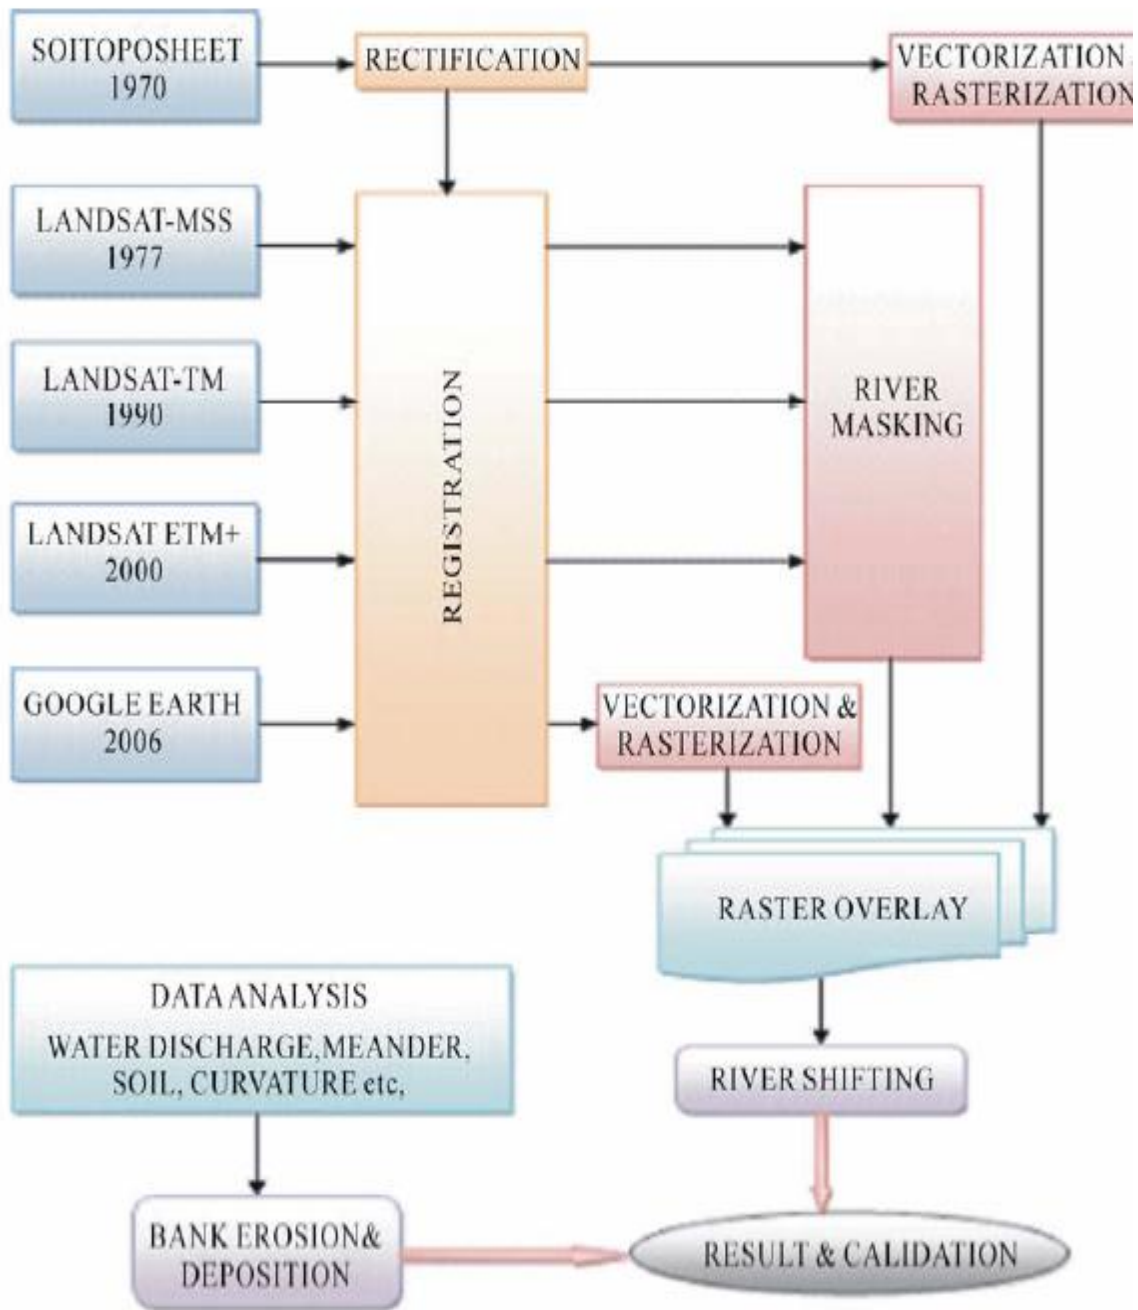 SOITOPOSHEET
1970
RECTIFICATION
VECTORIZATION &
RASTERIZATION
LANDSAT-MSS
1977
LANDSAT-TM
1990
LANDSAT ETM+
2000
GOOGLE EARTH
2006
REGISTRATION
RIVER
MASKING
VECTORIZATION &
RASTERIZATION
RASTER OVERLAY
DATA ANALYSIS
WATER DISCHARGE,MEANDER,
SOIL, CURVATURE etc,
RIVER SHIFTING
BANK EROSION&
DEPOSITION
RESULT & CALIDATION